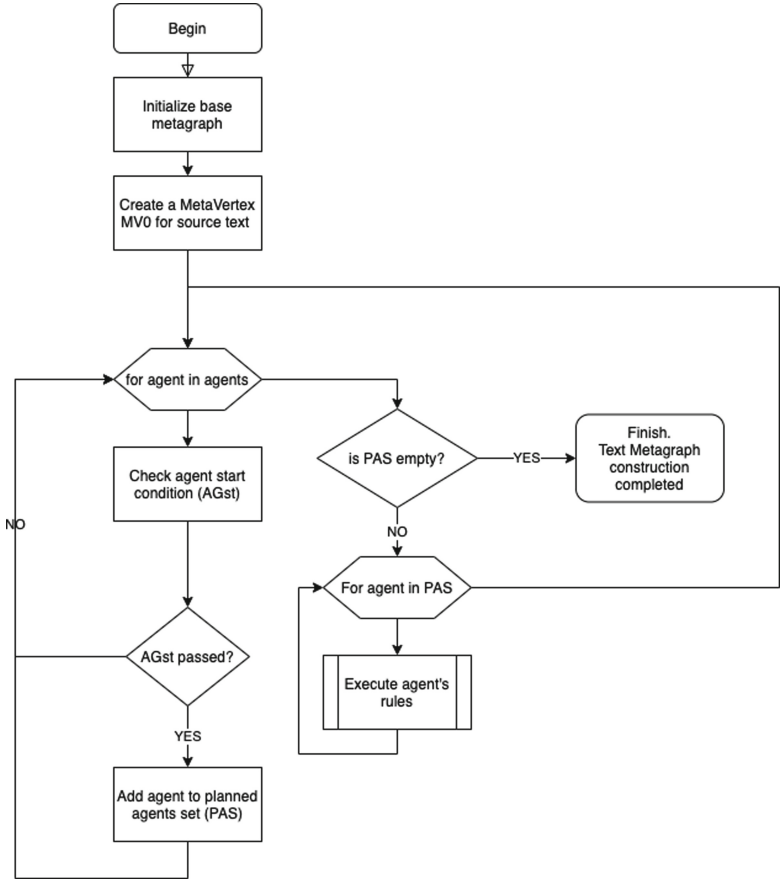 Begin
Initialize base
metagraph
Create a MetaVertex
MV0 for source text
for agent in agents
Check agent start
condition (AGst)
NO
AGst passed?
YES
Add agent to planned
agents set (PAS)
is PAS empty?
YES
Finish.
Text Metagraph
construction
completed
NO
For agent in PAS
Execute agent's
rules